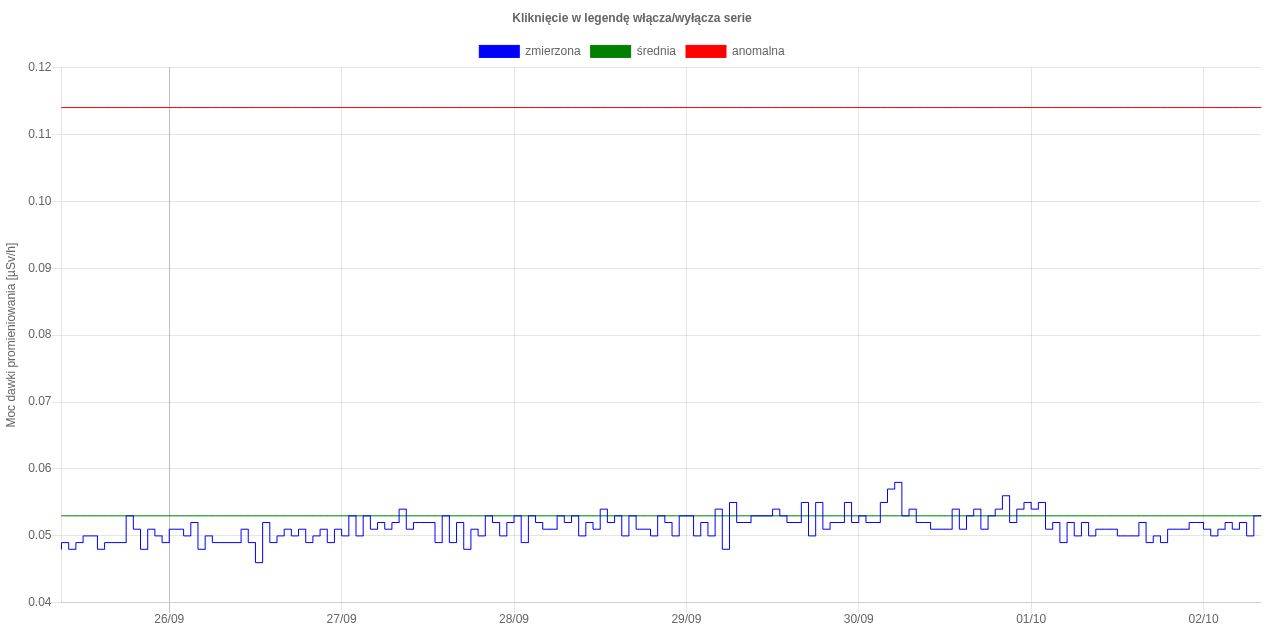 Kliknięcie w legendę włącza/wyłącza serie
zmierzona średnia anomalna
Moc dawki promieniowania [µSv/h]
0.12
0.11
0.10
0.09
0.08
0.07
0.06
0.05
0.04
26/09 27/09 28/09 29/09 30/09 01/10 02/10